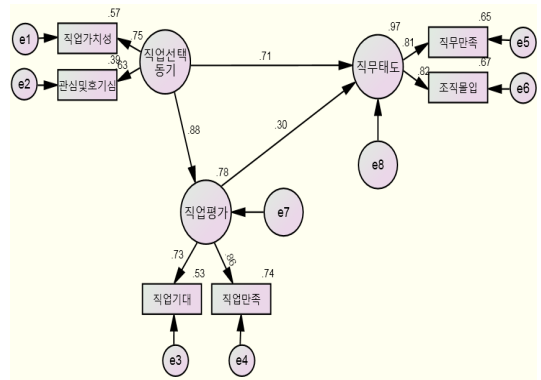 .57
.97
.65
e1
직업가치성
.75
직업선택
동기
.71
.81
직무만족
e5
.39
.63
.67
e2
관심및호기심
직무태도
.82
조직몰입
e6
.88
.30
e8
.78
직업평가
e7
.73
.86
.53
.74
직업기대
직업만족
e3
e4